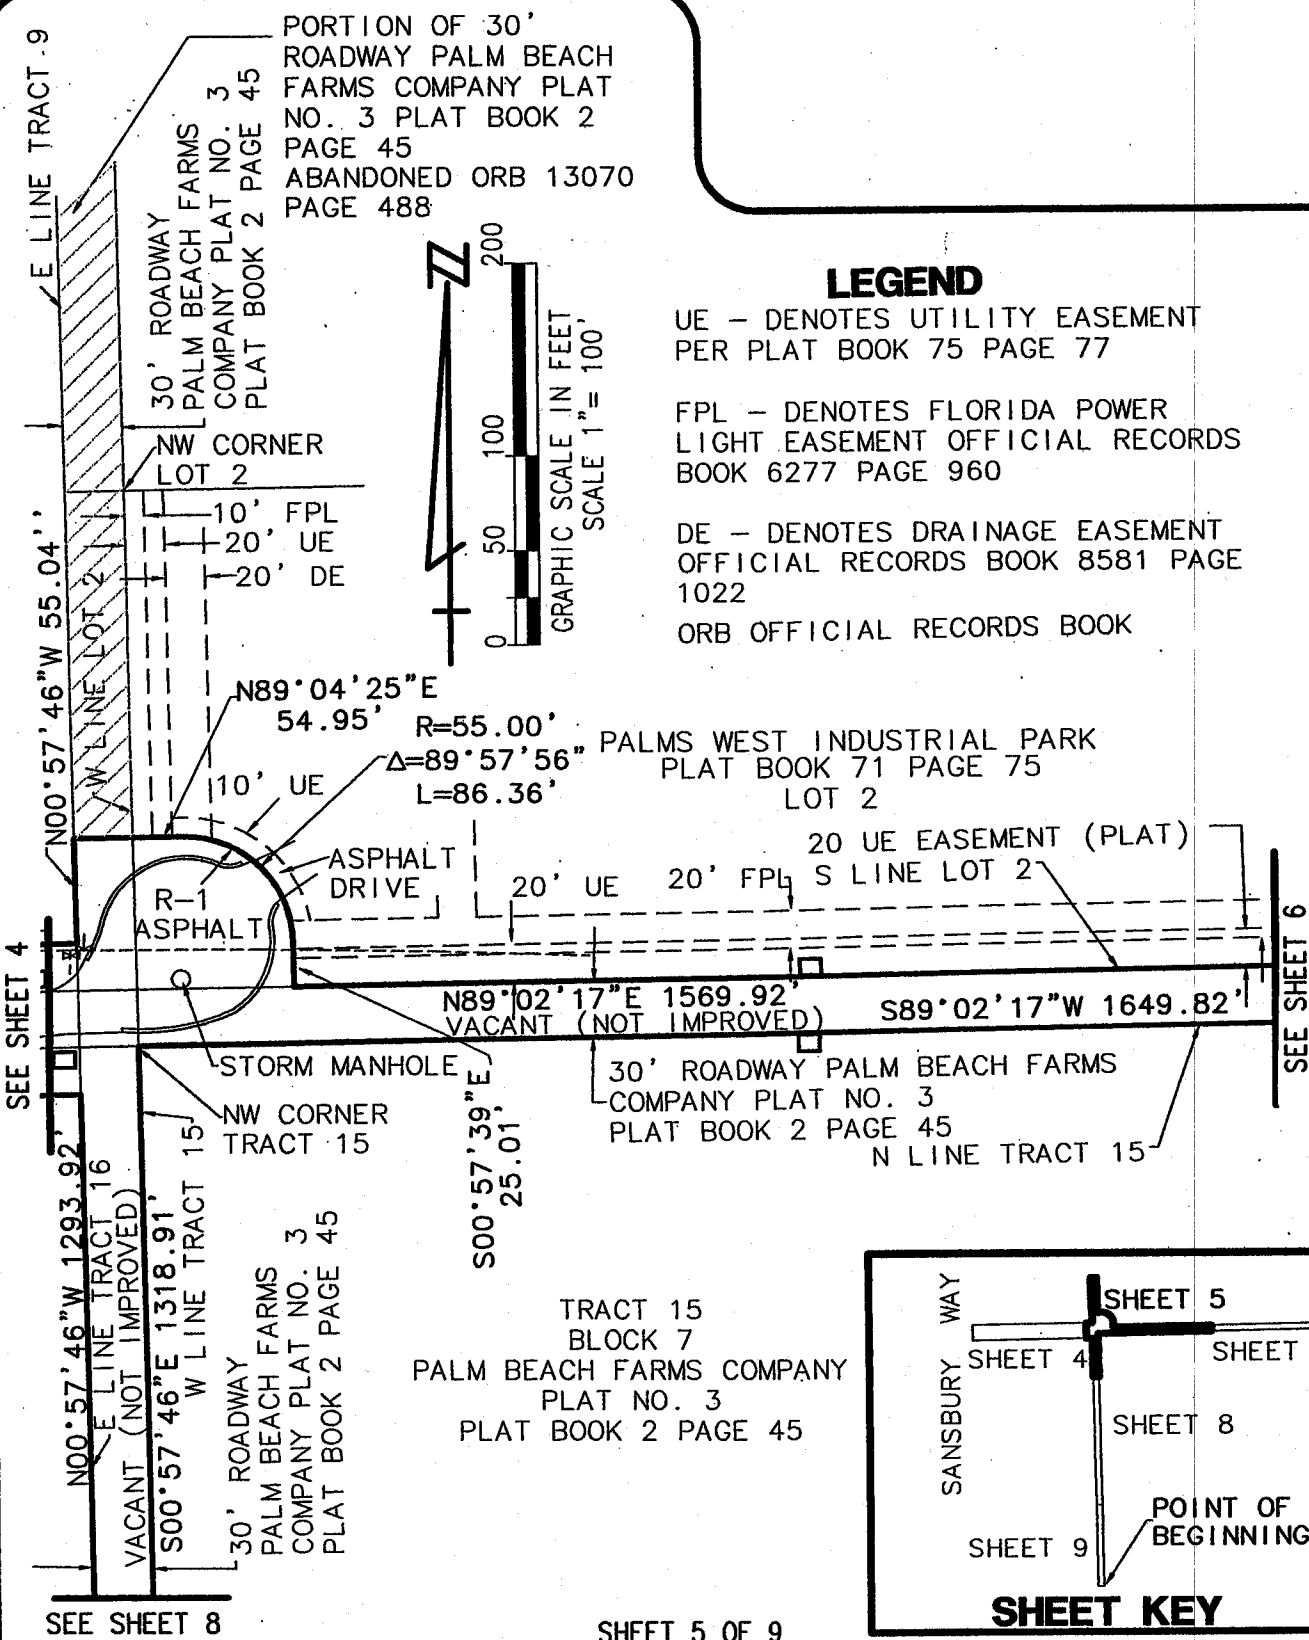 PORTION OF 30'
ROADWAY PALM BEACH
FARMS COMPANY PLAT
NO. 3 PLAT BOOK 2
PAGE 45
ABANDONED ORB 13070
PAGE 488
E LINE TRACT 9
30' ROADWAY
PALM BEACH FARMS
COMPANY PLAT NO. 3
PLAT BOOK 2 PAGE 45
NW CORNER
LOT 2
10' FPL
20' UE
20' DE
N00°57'46"W 55.04''
W LINE LOT 2
200
100
50
0
GRAPHIC SCALE IN FEET
SCALE 1"= 100'
LEGEND
UE – DENOTES UTILITY EASEMENT
PER PLAT BOOK 75 PAGE 77
FPL – DENOTES FLORIDA POWER
LIGHT EASEMENT OFFICIAL RECORDS
BOOK 6277 PAGE 960
DE – DENOTES DRAINAGE EASEMENT
OFFICIAL RECORDS BOOK 8581 PAGE
1022
ORB OFFICIAL RECORDS BOOK
N89°04'25"E
54.95'
R=55.00'
Δ=89°57'56"
L=86.36'
10' UE
PALMS WEST INDUSTRIAL PARK
PLAT BOOK 71 PAGE 75
LOT 2
20 UE EASEMENT (PLAT)
S LINE LOT 2
ASPHALT
DRIVE
R-1
ASPHALT
20' UE
20' FPL
SEE SHEET 4
SEE SHEET 6
N89°02'17"E 1569.92'
VACANT (NOT IMPROVED)
S89°02'17"W 1649.82'
STORM MANHOLE
NW CORNER
TRACT 15
S00°57'39"E
25.01'
30' ROADWAY PALM BEACH FARMS
COMPANY PLAT NO. 3
PLAT BOOK 2 PAGE 45
N LINE TRACT 15
N00°57'46"W 1293.92'
E LINE TRACT 16
VACANT (NOT IMPROVED)
S00°57'46"E 1318.91'
W LINE TRACT 15
30' ROADWAY
PALM BEACH FARMS
COMPANY PLAT NO. 3
PLAT BOOK 2 PAGE 45
TRACT 15
BLOCK 7
PALM BEACH FARMS COMPANY
PLAT NO. 3
PLAT BOOK 2 PAGE 45
SANSBURY WAY
SHEET 5
SHEET 4
SHEET
SHEET 8
POINT OF
BEGINNING
SHEET 9
SHEET KEY
SEE SHEET 8
SHEET 5 OF 9